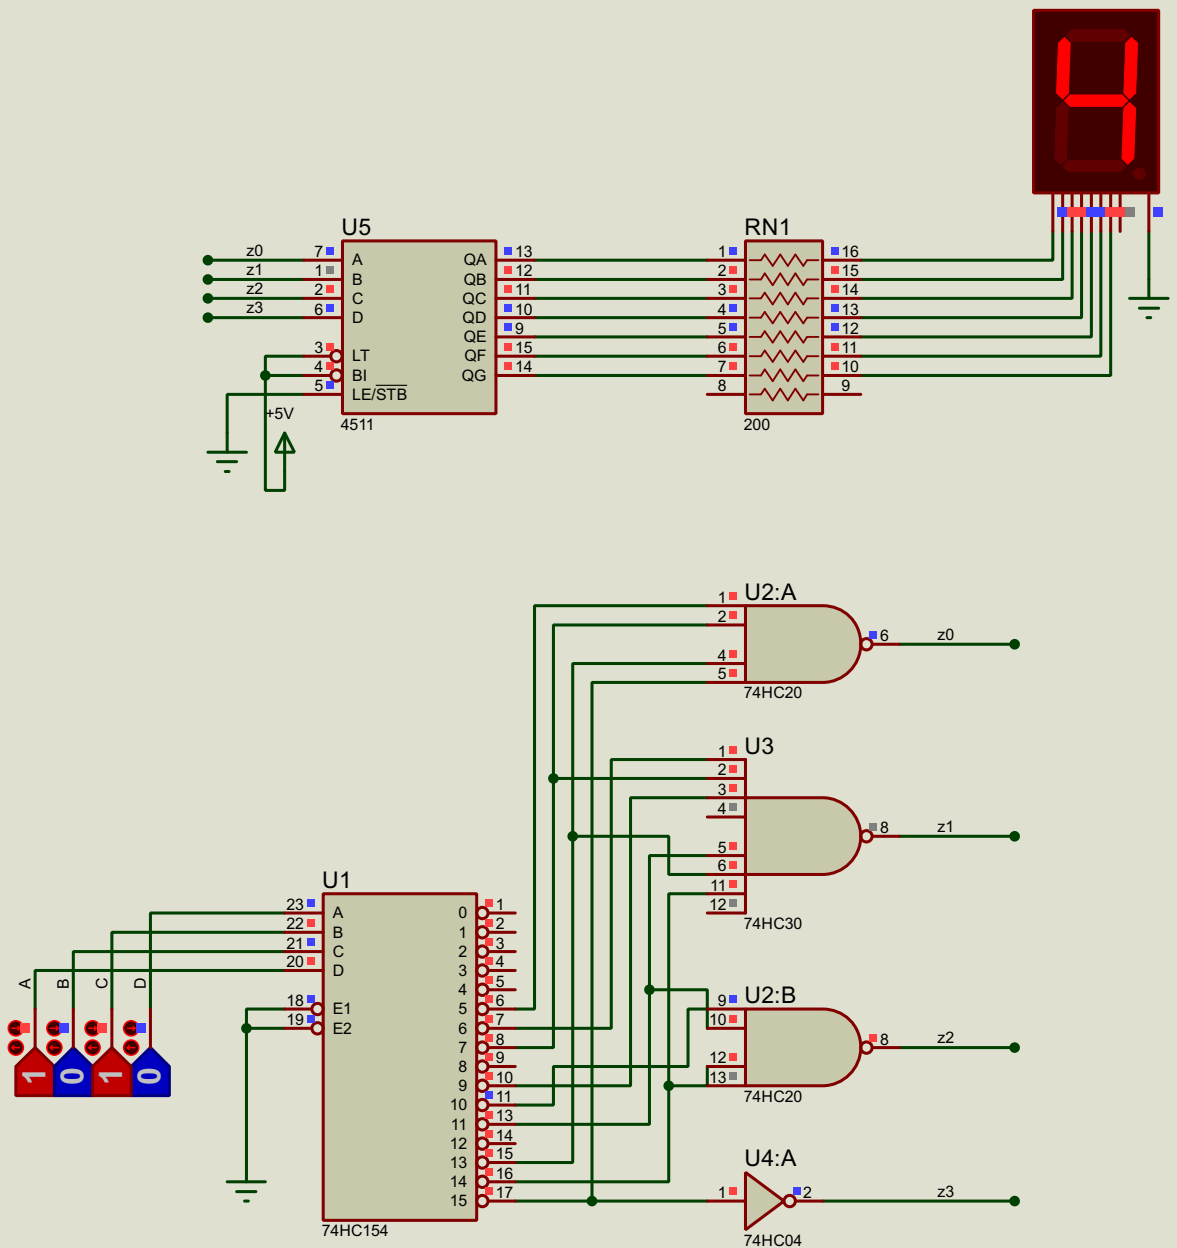 U5
z0 7 A QA 13
z1 1 B QB 12
z2 2 C QC 11
z3 6 D QD 10
QE 9
3 LT QF 15
4 BI QG 14
5 LE/STB
4511
+5V
RN1
1 16
2 15
3 14
4 13
5 12
6 11
7 10
8 9
200
U2:A
1
2
4
5
6 z0
74HC20
U3
1
2
3
4
5
6
11
12
8 z1
74HC30
U1
23 A 0 1
22 B 1 2
21 C 2 3
20 D 3 4
4 5
18 E1 5 6
19 E2 6 7
7 8
8 9
9 10
10 11
11 13
12 14
13 15
14 16
15 17
74HC154
A B C D
1 0 1 0
U2:B
9
10
12
13
8 z2
74HC20
U4:A
1 2 z3
74HC04